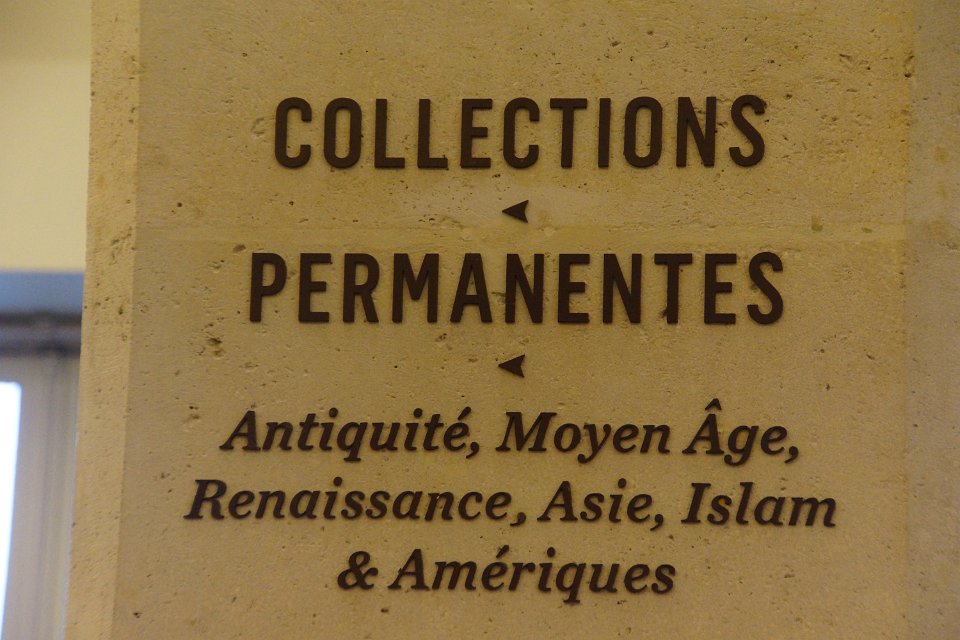 COLLECTIONS
PERMANENTES
Antiquité, Moyen Âge,
Renaissance, Asie, Islam
& Amériques